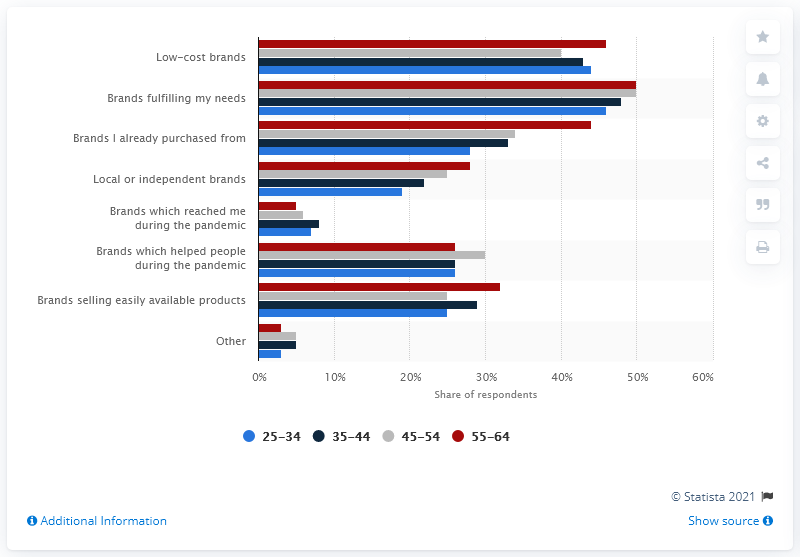 Low-cost brands
Brands fulfilling my needs
Brands I already purchased from
Local or independent brands
Brands which reached me
during the pandemic
Brands which helped people
during the pandemic
Brands selling easily available products
Other
0% 10% 20% 30% 40% 50% 60%
Share of respondents
25-34 35-44 45-54 55-64
© Statista 2021
Additional Information Show source